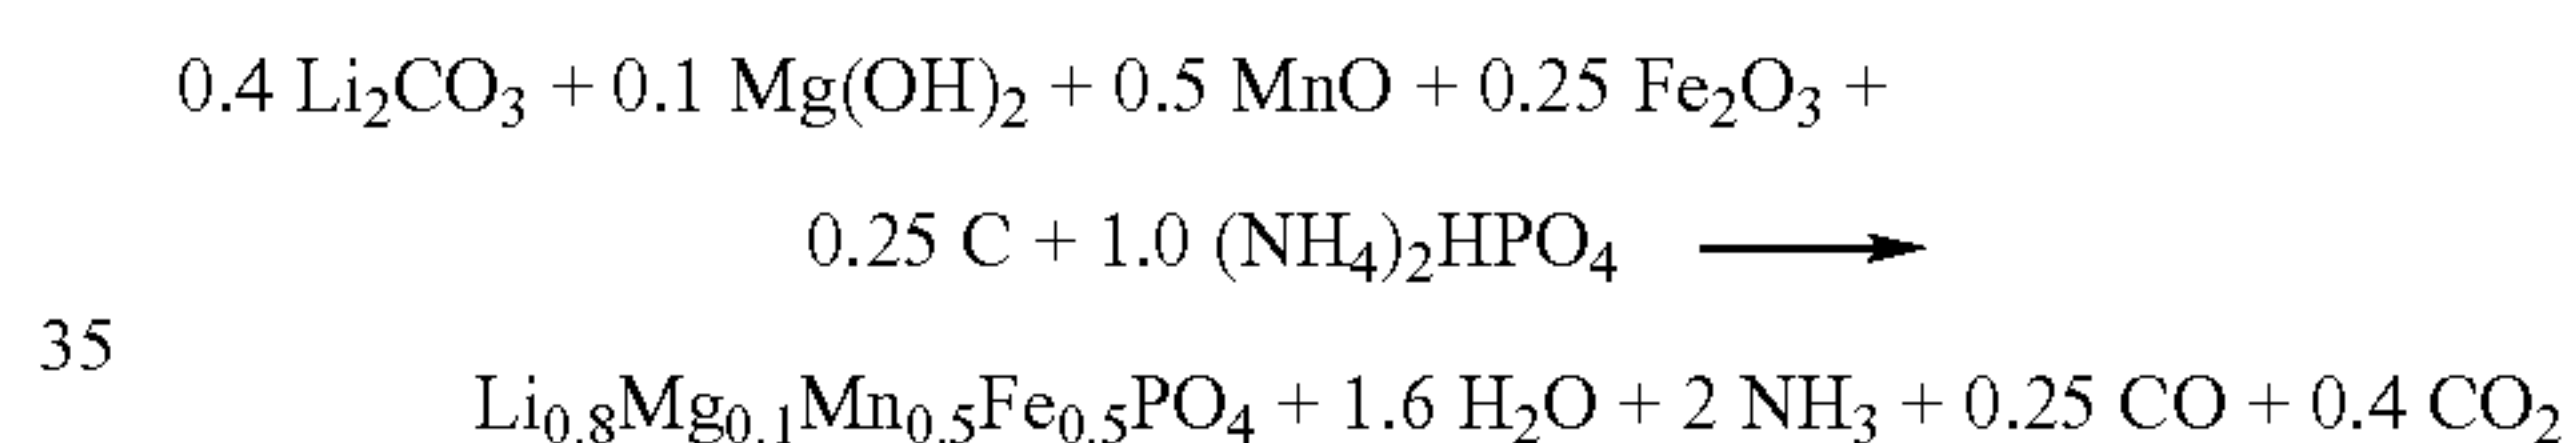 0.4 Li₂CO₃ + 0.1 Mg(OH)₂ + 0.5 MnO + 0.25 Fe₂O₃ +
0.25 C + 1.0 (NH₄)₂HPO₄ ⟶
35
Li₀.₈Mg₀.₁Mn₀.₅Fe₀.₅PO₄ + 1.6 H₂O + 2 NH₃ + 0.25 CO + 0.4 CO₂